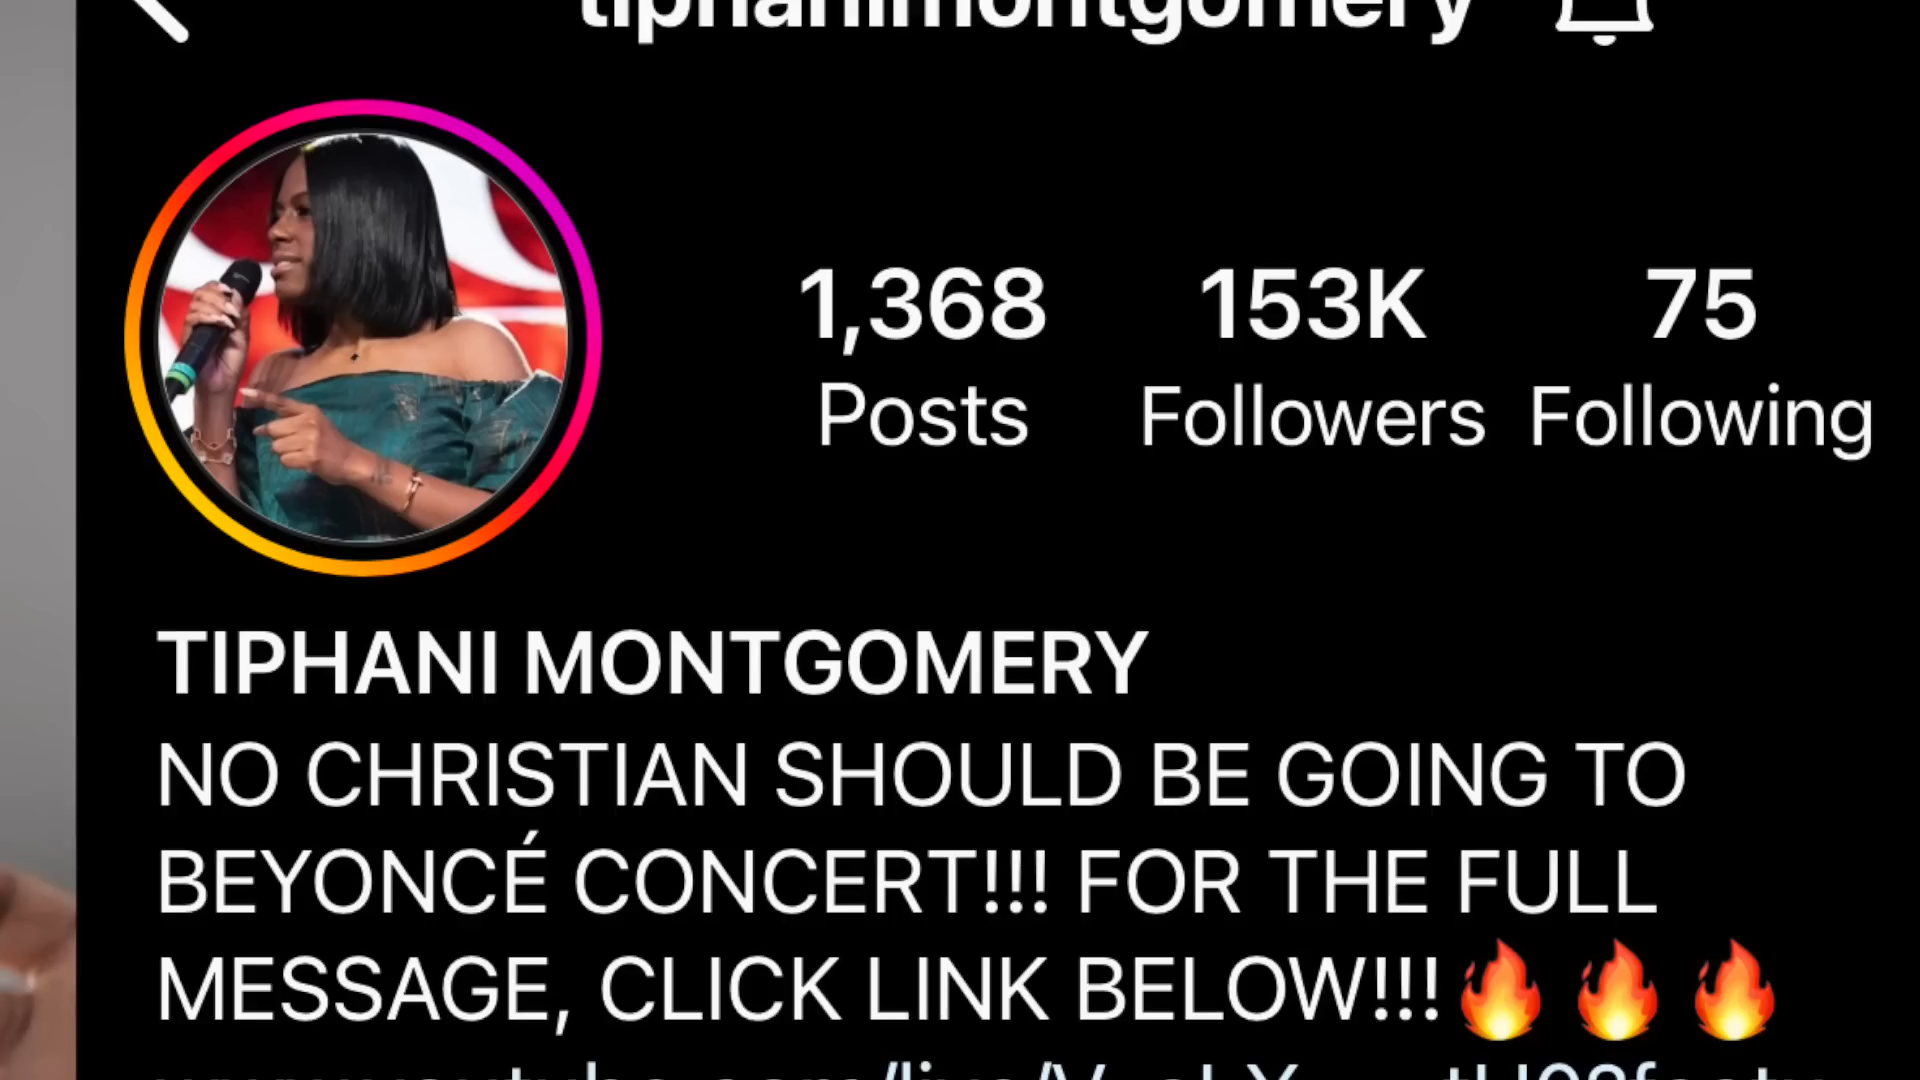 tiphanimontgomery
1,368 153K 75
Posts Followers Following
TIPHANI MONTGOMERY
NO CHRISTIAN SHOULD BE GOING TO
BEYONCÉ CONCERT!!! FOR THE FULL
MESSAGE, CLICK LINK BELOW!!!🔥🔥🔥